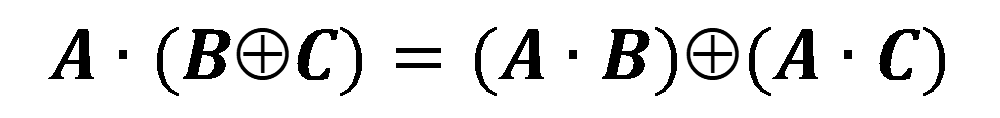 A · (B⊕C) = (A · B)⊕(A · C)